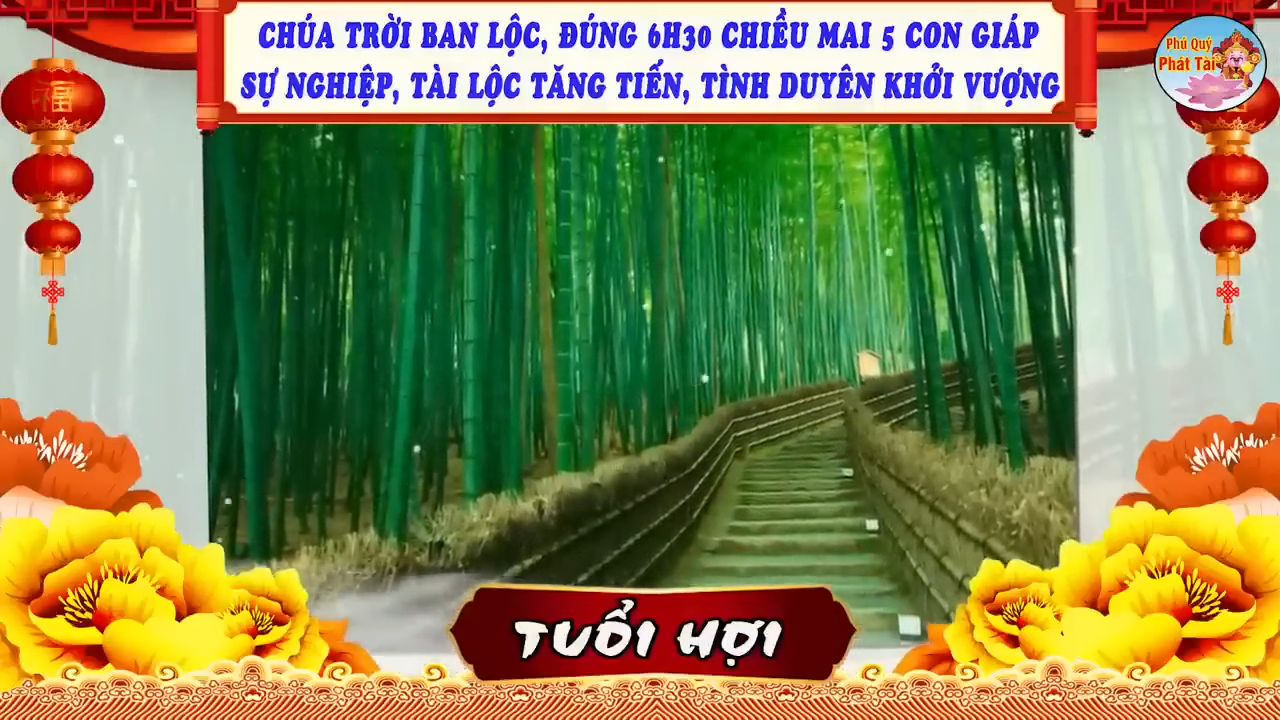 CHÚA TRỜI BAN LỘC, ĐÚNG 6H30 CHIỀU MAI 5 CON GIÁP
SỰ NGHIỆP, TÀI LỘC TĂNG TIẾN, TÌNH DUYÊN KHỞI VƯỢNG
Phú Quý
Phát Tài
福
TUỔI HỢI